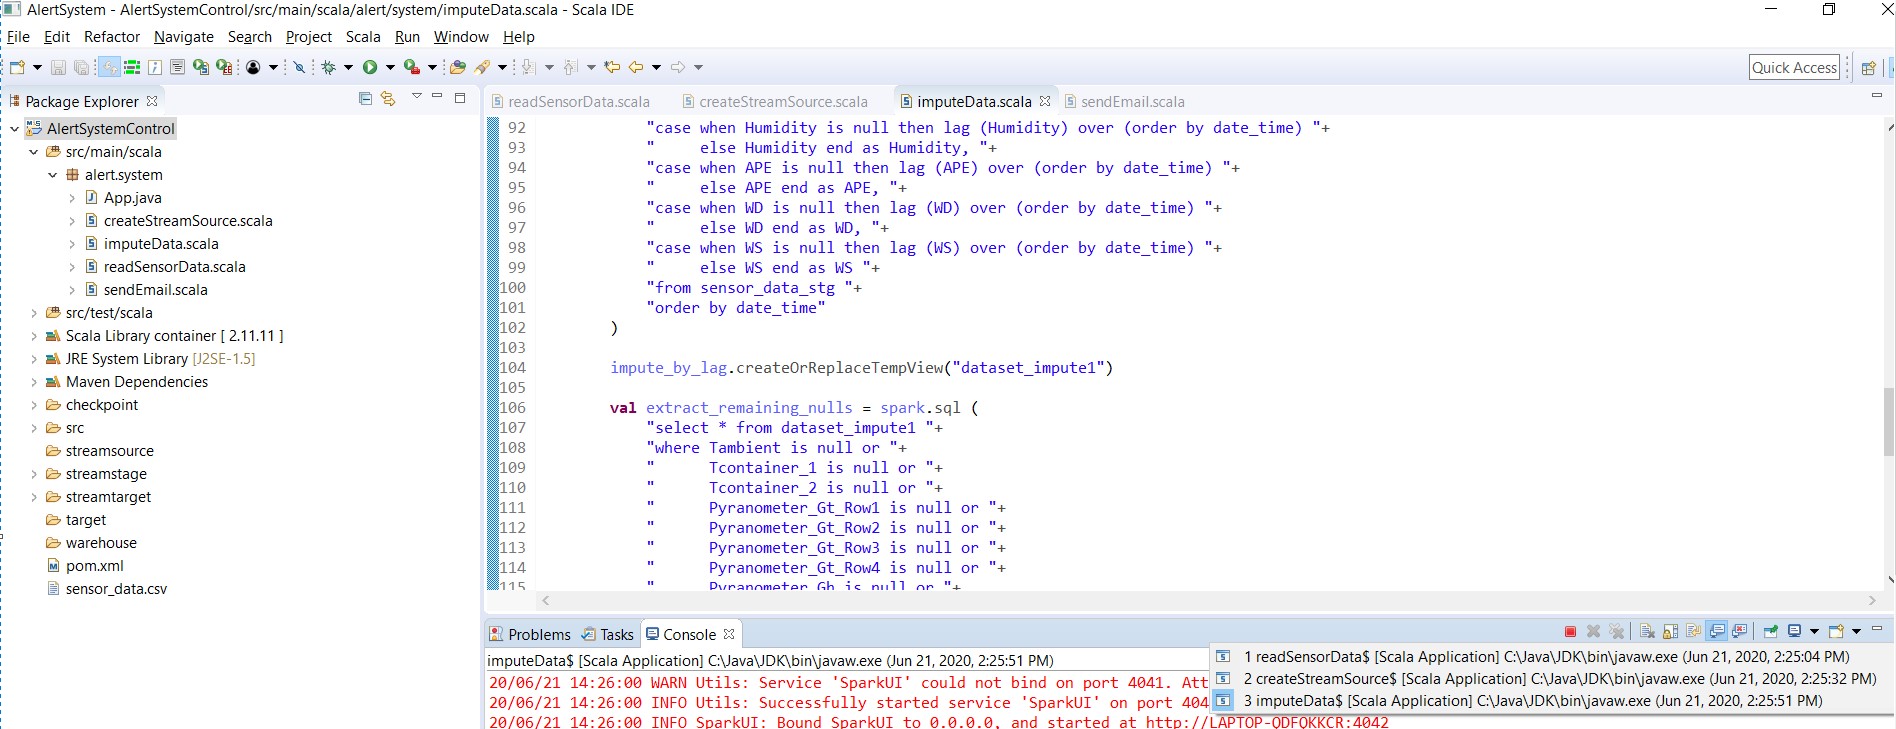 AlertSystem - AlertSystemControl/src/main/scala/alert/system/imputeData.scala - Scala IDE
File Edit Refactor Navigate Search Project Scala Run Window Help
Quick Access
Package Explorer
AlertSystemControl
src/main/scala
alert.system
App.java
createStreamSource.scala
imputeData.scala
readSensorData.scala
sendEmail.scala
src/test/scala
Scala Library container [ 2.11.11 ]
JRE System Library [J2SE-1.5]
Maven Dependencies
checkpoint
src
streamsource
streamstage
streamtarget
target
warehouse
pom.xml
sensor_data.csv
readSensorData.scala createStreamSource.scala imputeData.scala sendEmail.scala
92 "case when Humidity is null then lag (Humidity) over (order by date_time) "+
93 "     else Humidity end as Humidity, "+
94 "case when APE is null then lag (APE) over (order by date_time) "+
95 "     else APE end as APE, "+
96 "case when WD is null then lag (WD) over (order by date_time) "+
97 "     else WD end as WD, "+
98 "case when WS is null then lag (WS) over (order by date_time) "+
99 "     else WS end as WS "+
100 "from sensor_data_stg "+
101 "order by date_time"
102 )
103
104 impute_by_lag.createOrReplaceTempView("dataset_impute1")
105
106 val extract_remaining_nulls = spark.sql (
107 "select * from dataset_impute1 "+
108 "where Tambient is null or "+
109 "      Tcontainer_1 is null or "+
110 "      Tcontainer_2 is null or "+
111 "      Pyranometer_Gt_Row1 is null or "+
112 "      Pyranometer_Gt_Row2 is null or "+
113 "      Pyranometer_Gt_Row3 is null or "+
114 "      Pyranometer_Gt_Row4 is null or "+
115 "      Pyranometer_Gh is null or "+
Problems Tasks Console
imputeData$ [Scala Application] C:\Java\JDK\bin\javaw.exe (Jun 21, 2020, 2:25:51 PM)
20/06/21 14:26:00 WARN Utils: Service 'SparkUI' could not bind on port 4041. Att
20/06/21 14:26:00 INFO Utils: Successfully started service 'SparkUI' on port 404
20/06/21 14:26:00 INFO SparkUI: Bound SparkUI to 0.0.0.0, and started at http://LAPTOP-QDFQKKCR:4042
1 readSensorData$ [Scala Application] C:\Java\JDK\bin\javaw.exe (Jun 21, 2020, 2:25:04 PM)
2 createStreamSource$ [Scala Application] C:\Java\JDK\bin\javaw.exe (Jun 21, 2020, 2:25:32 PM)
3 imputeData$ [Scala Application] C:\Java\JDK\bin\javaw.exe (Jun 21, 2020, 2:25:51 PM)